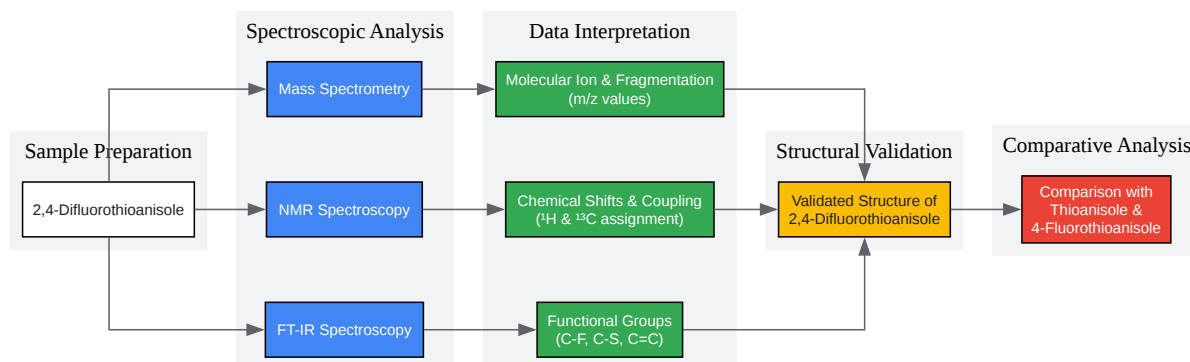 Spectroscopic Analysis
Data Interpretation
Mass Spectrometry
Molecular Ion & Fragmentation
(m/z values)
Sample Preparation
Structural Validation
Comparative Analysis
2,4-Difluorothioanisole
NMR Spectroscopy
Chemical Shifts & Coupling
(¹H & ¹³C assignment)
Validated Structure of
2,4-Difluorothioanisole
Comparison with
Thioanisole &
4-Fluorothioanisole
FT-IR Spectroscopy
Functional Groups
(C-F, C-S, C=C)